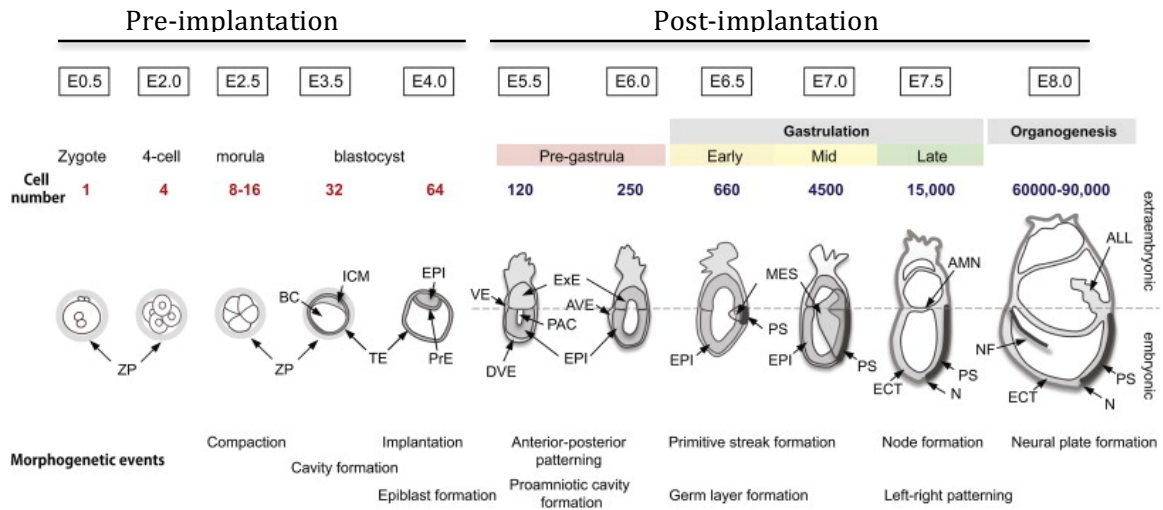 Pre-implantation Post-implantation
E0.5 E2.0 E2.5 E3.5 E4.0 E5.5 E6.0 E6.5 E7.0 E7.5 E8.0
Gastrulation Organogenesis
Zygote 4-cell morula blastocyst Pre-gastrula Early Mid Late
Cell
number
1 4 8-16 32 64 120 250 660 4500 15,000 60000-90,000
extraembryonic
embryonic
ICM EPI ExE MES AMN ALL
BC VE AVE
PAC PS
ZP ZP TE PrE DVE EPI EPI EPI PS ECT PS N NF ECT PS N
Compaction Implantation Anterior-posterior
patterning Primitive streak formation Node formation Neural plate formation
Morphogenetic events
Cavity formation
Epiblast formation Proamniotic cavity
formation Germ layer formation Left-right patterning